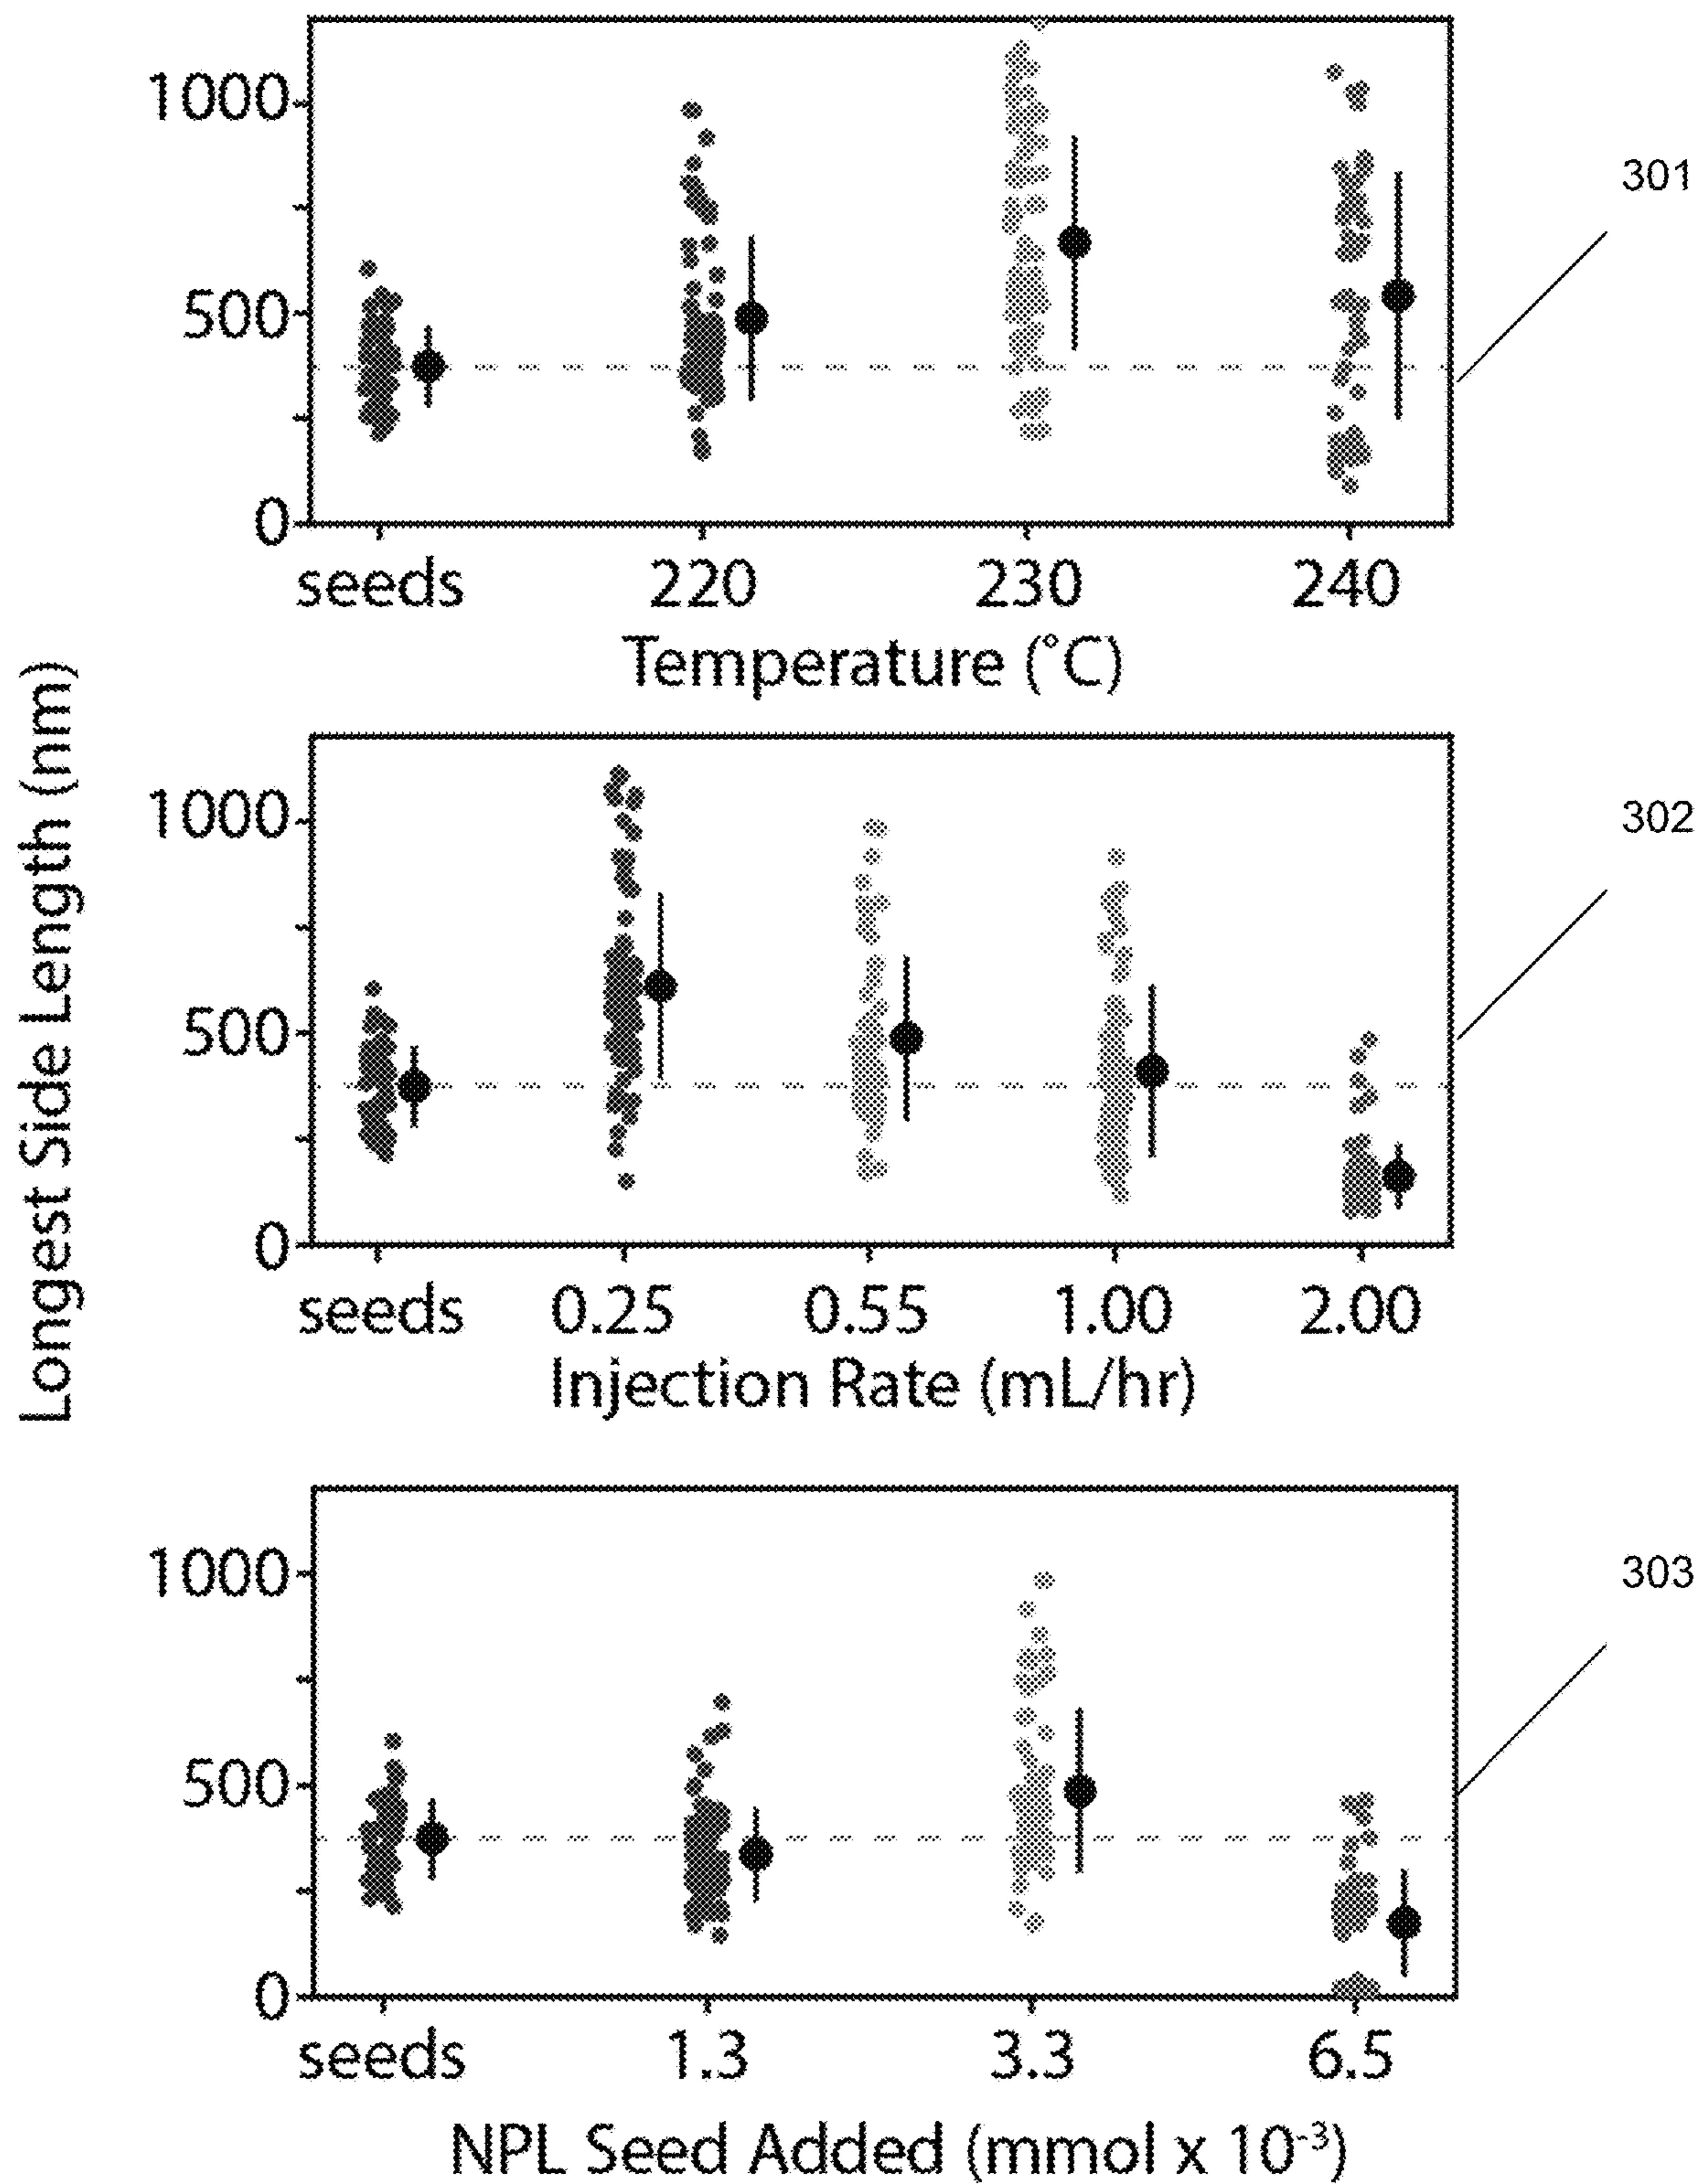 Longest Side Length (nm)
1000
500
0
seeds 220 230 240
Temperature (°C)
301
1000
500
0
seeds 0.25 0.55 1.00 2.00
Injection Rate (mL/hr)
302
1000
500
0
seeds 1.3 3.3 6.5
NPL Seed Added (mmol x 10⁻³)
303